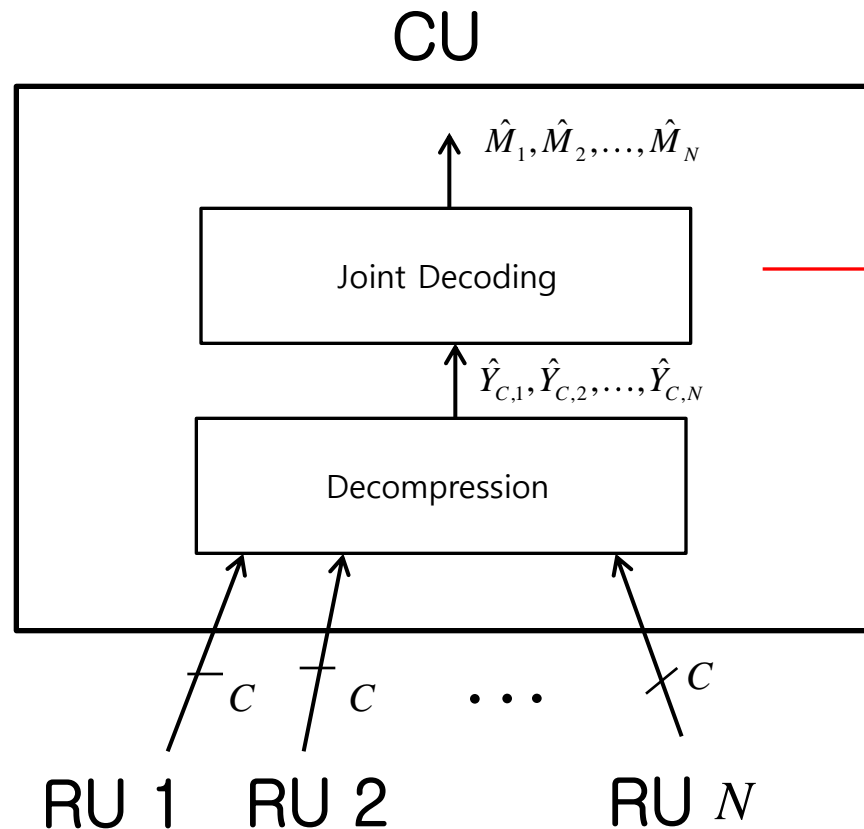 CU
M̂₁, M̂₂, ..., M̂_N
Joint Decoding
Ŷ_{C,1}, Ŷ_{C,2}, ..., Ŷ_{C,N}
Decompression
C C ... C
RU 1 RU 2 RU N